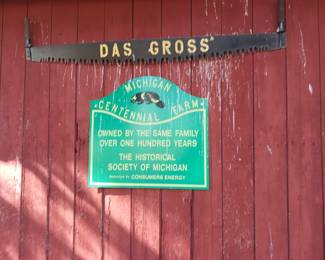 DAS GROSS
MICHIGAN
CENTENNIAL FARM
OWNED BY THE SAME FAMILY
OVER ONE HUNDRED YEARS
THE HISTORICAL
SOCIETY OF MICHIGAN
CONSUMERS ENERGY